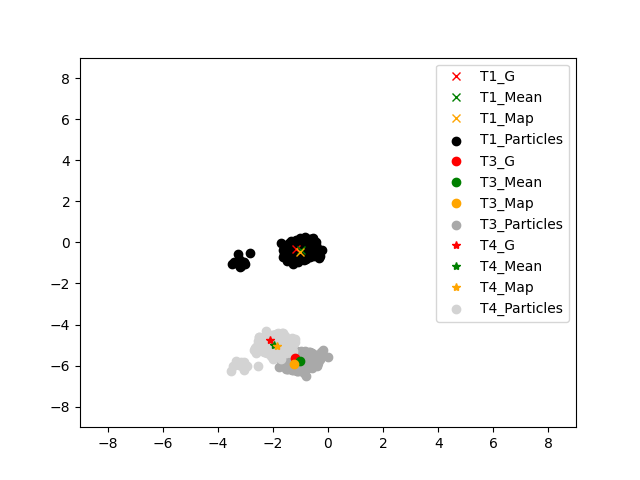 8
6
4
2
0
−2
−4
−6
−8
−8 −6 −4 −2 0 2 4 6 8
T1_G
T1_Mean
T1_Map
T1_Particles
T3_G
T3_Mean
T3_Map
T3_Particles
T4_G
T4_Mean
T4_Map
T4_Particles